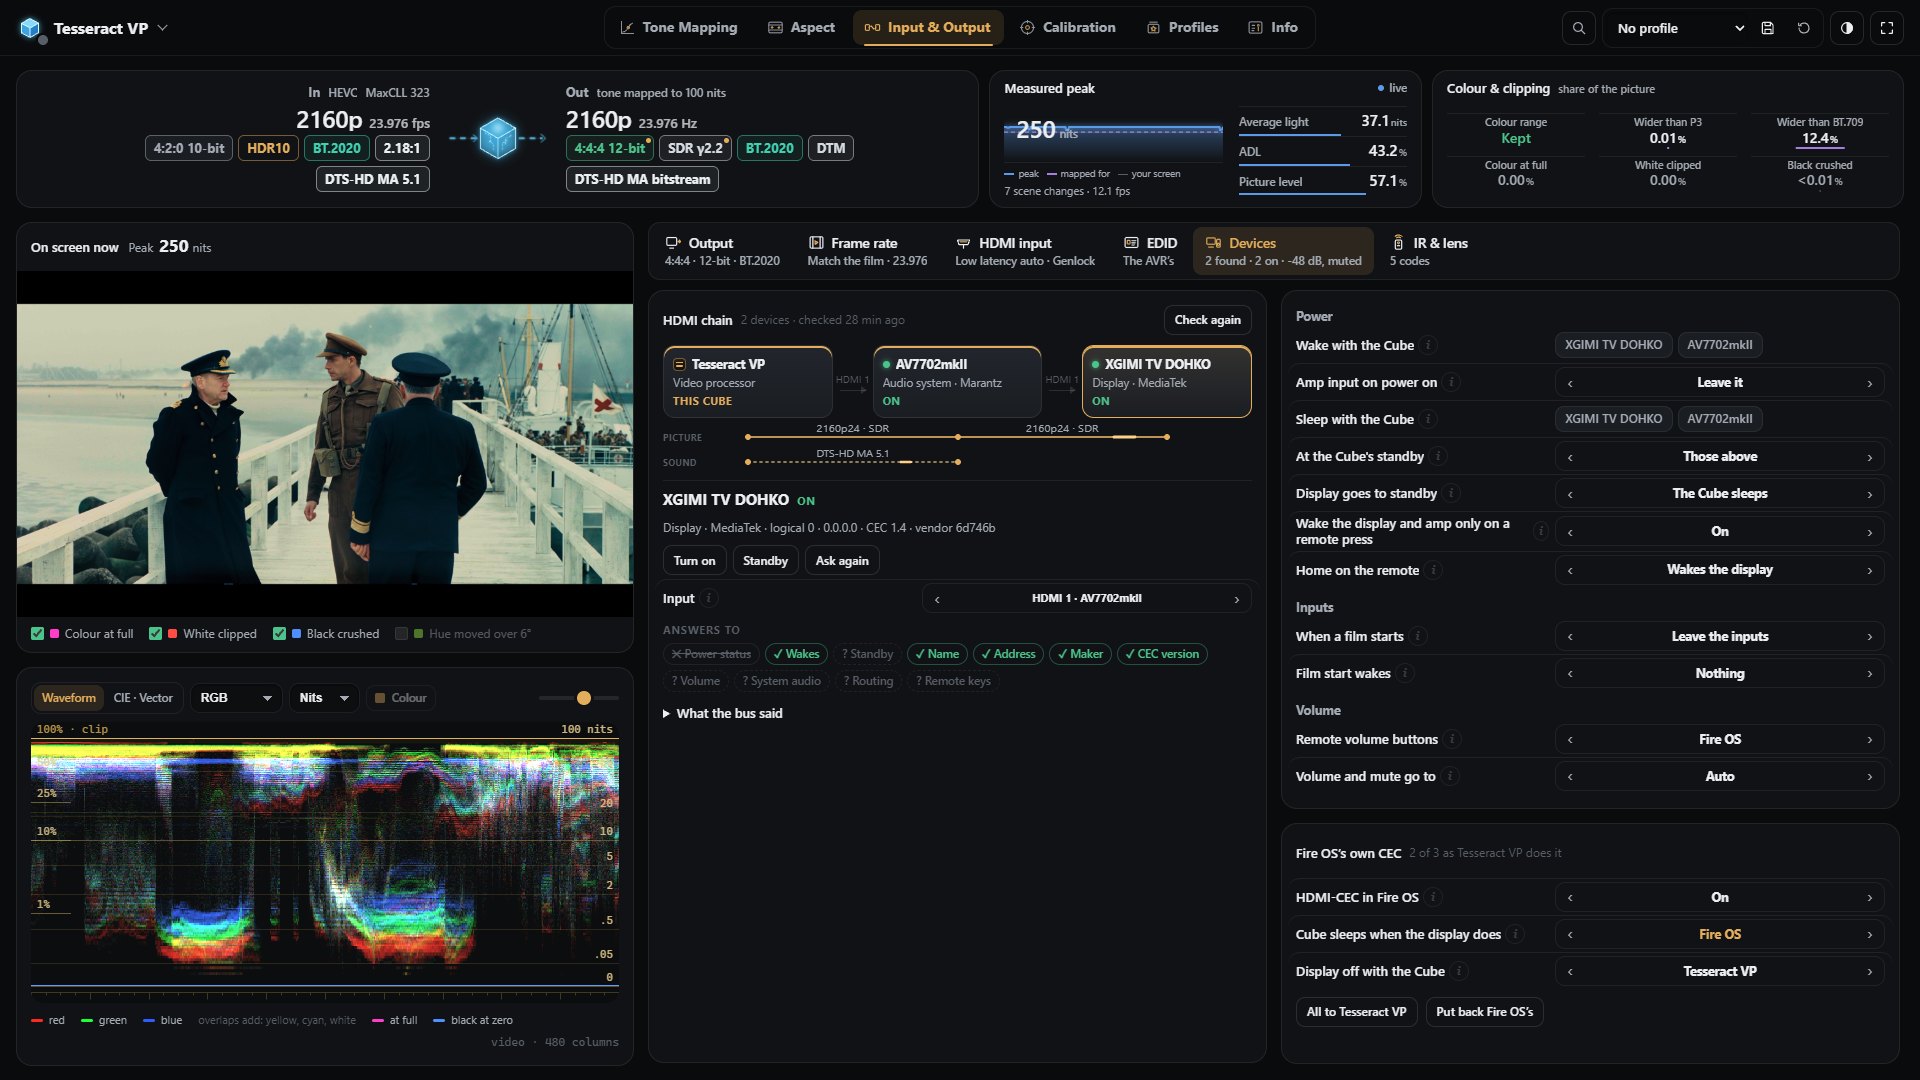 Tesseract VP
Tone Mapping
Aspect
Input & Output
Calibration
Profiles
Info
No profile
In HEVC MaxCLL 323
2160p 23.976 fps
4:2:0 10-bit HDR10 BT.2020 2.18:1
DTS-HD MA 5.1
Out tone mapped to 100 nits
2160p 23.976 Hz
4:4:4 12-bit SDR γ2.2 BT.2020 DTM
DTS-HD MA bitstream
Measured peak
live
250 nits
peak mapped for your screen
7 scene changes · 12.1 fps
Average light 37.1 nits
ADL 43.2 %
Picture level 57.1 %
Colour & clipping share of the picture
Colour range
Kept
Wider than P3
0.01%
Wider than BT.709
12.4%
Colour at full
0.00%
White clipped
0.00%
Black crushed
<0.01%
On screen now Peak 250 nits
Colour at full
White clipped
Black crushed
Hue moved over 6°
Waveform
CIE · Vector
RGB
Nits
Colour
100% · clip
100 nits
25%
20
10%
10
5
2
1%
.5
.05
0
red green blue overlaps add: yellow, cyan, white at full black at zero
video · 480 columns
Output
4:4:4 · 12-bit · BT.2020
Frame rate
Match the film · 23.976
HDMI input
Low latency auto · Genlock
EDID
The AVR's
Devices
2 found · 2 on · -48 dB, muted
IR & lens
5 codes
HDMI chain 2 devices · checked 28 min ago
Check again
Tesseract VP
Video processor
THIS CUBE
HDMI 1
AV7702mkII
Audio system · Marantz
ON
HDMI 1
XGIMI TV DOHKO
Display · MediaTek
ON
PICTURE
2160p24 · SDR
2160p24 · SDR
SOUND
DTS-HD MA 5.1
XGIMI TV DOHKO ON
Display · MediaTek · logical 0 · 0.0.0.0 · CEC 1.4 · vendor 6d746b
Turn on
Standby
Ask again
Input
HDMI 1 · AV7702mkII
ANSWERS TO
✗ Power status ✓ Wakes ? Standby ✓ Name ✓ Address ✓ Maker ✓ CEC version
? Volume ? System audio ? Routing ? Remote keys
What the bus said
Power
Wake with the Cube XGIMI TV DOHKO AV7702mkII
Amp input on power on Leave it
Sleep with the Cube XGIMI TV DOHKO AV7702mkII
At the Cube's standby Those above
Display goes to standby The Cube sleeps
Wake the display and amp only on a
remote press
On
Home on the remote Wakes the display
Inputs
When a film starts Leave the inputs
Film start wakes Nothing
Volume
Remote volume buttons Fire OS
Volume and mute go to Auto
Fire OS's own CEC 2 of 3 as Tesseract VP does it
HDMI-CEC in Fire OS On
Cube sleeps when the display does Fire OS
Display off with the Cube Tesseract VP
All to Tesseract VP
Put back Fire OS's